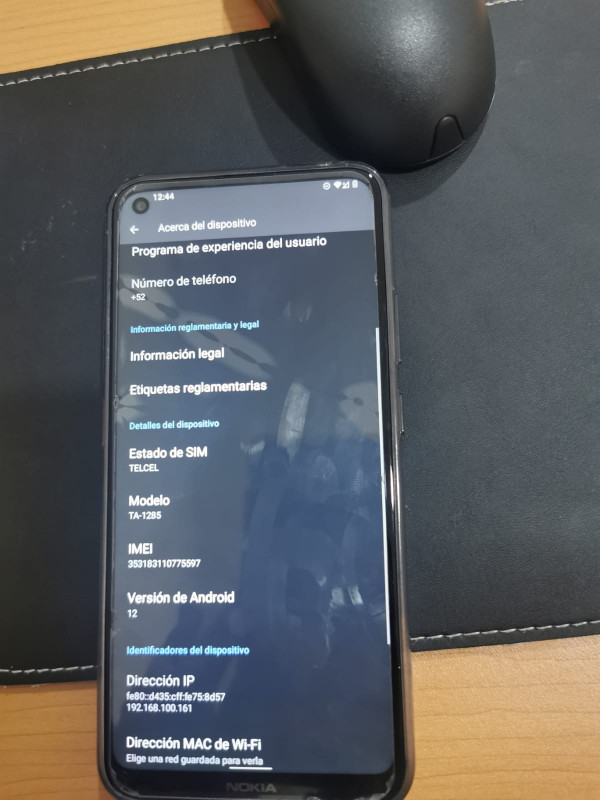 12:44
Acerca del dispositivo
Programa de experiencia del usuario
Número de teléfono
+52
Información reglamentaria y legal
Información legal
Etiquetas reglamentarias
Detalles del dispositivo
Estado de SIM
TELCEL
Modelo
TA-1285
IMEI
353183110775597
Versión de Android
12
Identificadores del dispositivo
Dirección IP
fe80::d435:cff:fe75:8d57
192.168.100.161
Dirección MAC de Wi-Fi
Elige una red guardada para verla
NOKIA